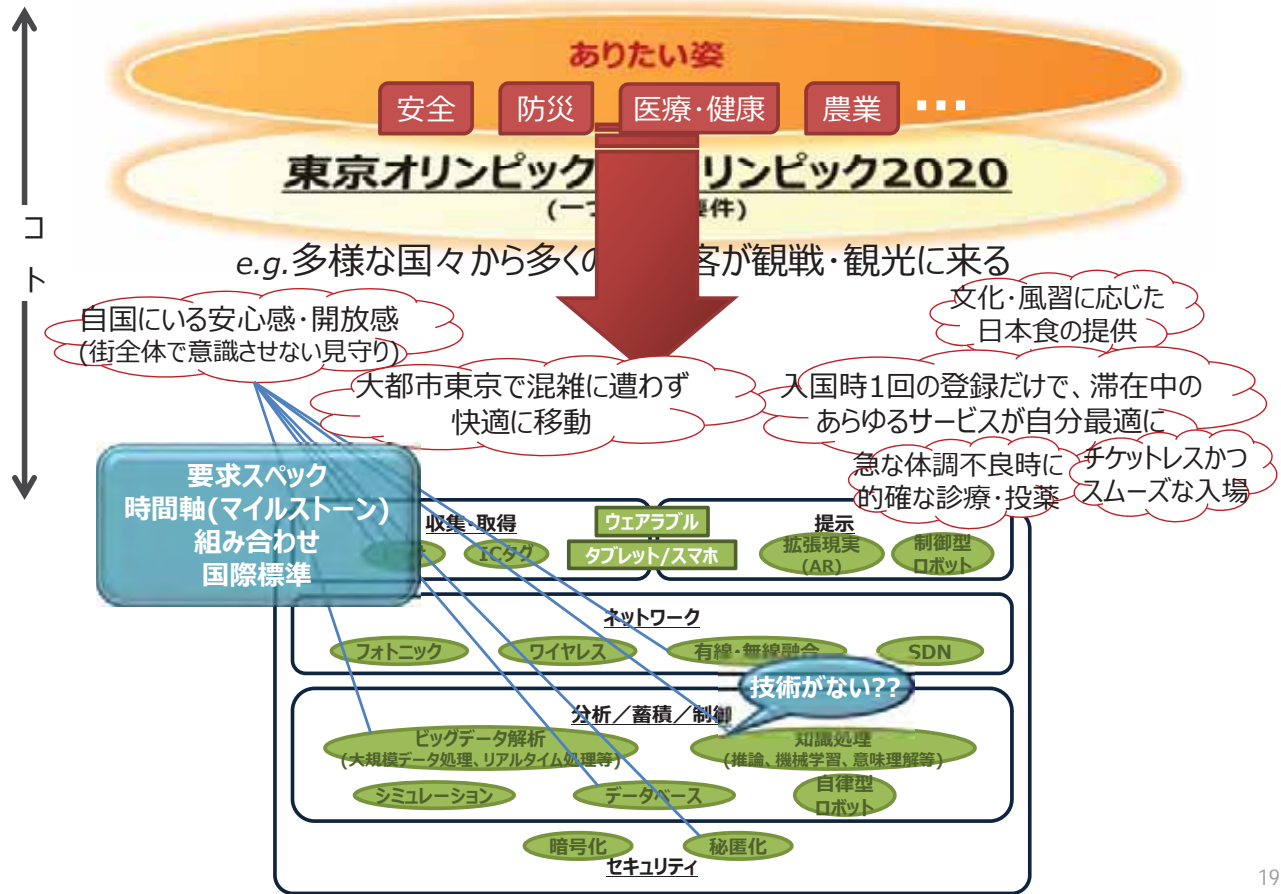 ありたい姿
安全
防災
医療・健康
農業
...
東京オリンピック リンピック2020
(一 要件)
コト
e.g.多様な国々から多くの 客が観戦・観光に来る
自国にいる安心感・開放感
(街全体で意識させない見守り)
文化・風習に応じた
日本食の提供
大都市東京で混雑に遭わず
快適に移動
入国時1回の登録だけで、滞在中の
あらゆるサービスが自分最適に
急な体調不良時に
的確な診療・投薬
チケットレスかつ
スムーズな入場
要求スペック
時間軸(マイルストーン)
組み合わせ
国際標準
収集・取得
ICタグ
ウェアラブル
タブレット/スマホ
提示
拡張現実
(AR)
制御型
ロボット
ネットワーク
フォトニック
ワイヤレス
有線・無線融合
SDN
技術がない??
分析／蓄積／制御
ビッグデータ解析
(大規模データ処理、リアルタイム処理等)
知識処理
(推論、機械学習、意味理解等)
シミュレーション
データベース
自律型
ロボット
暗号化
秘匿化
セキュリティ
19